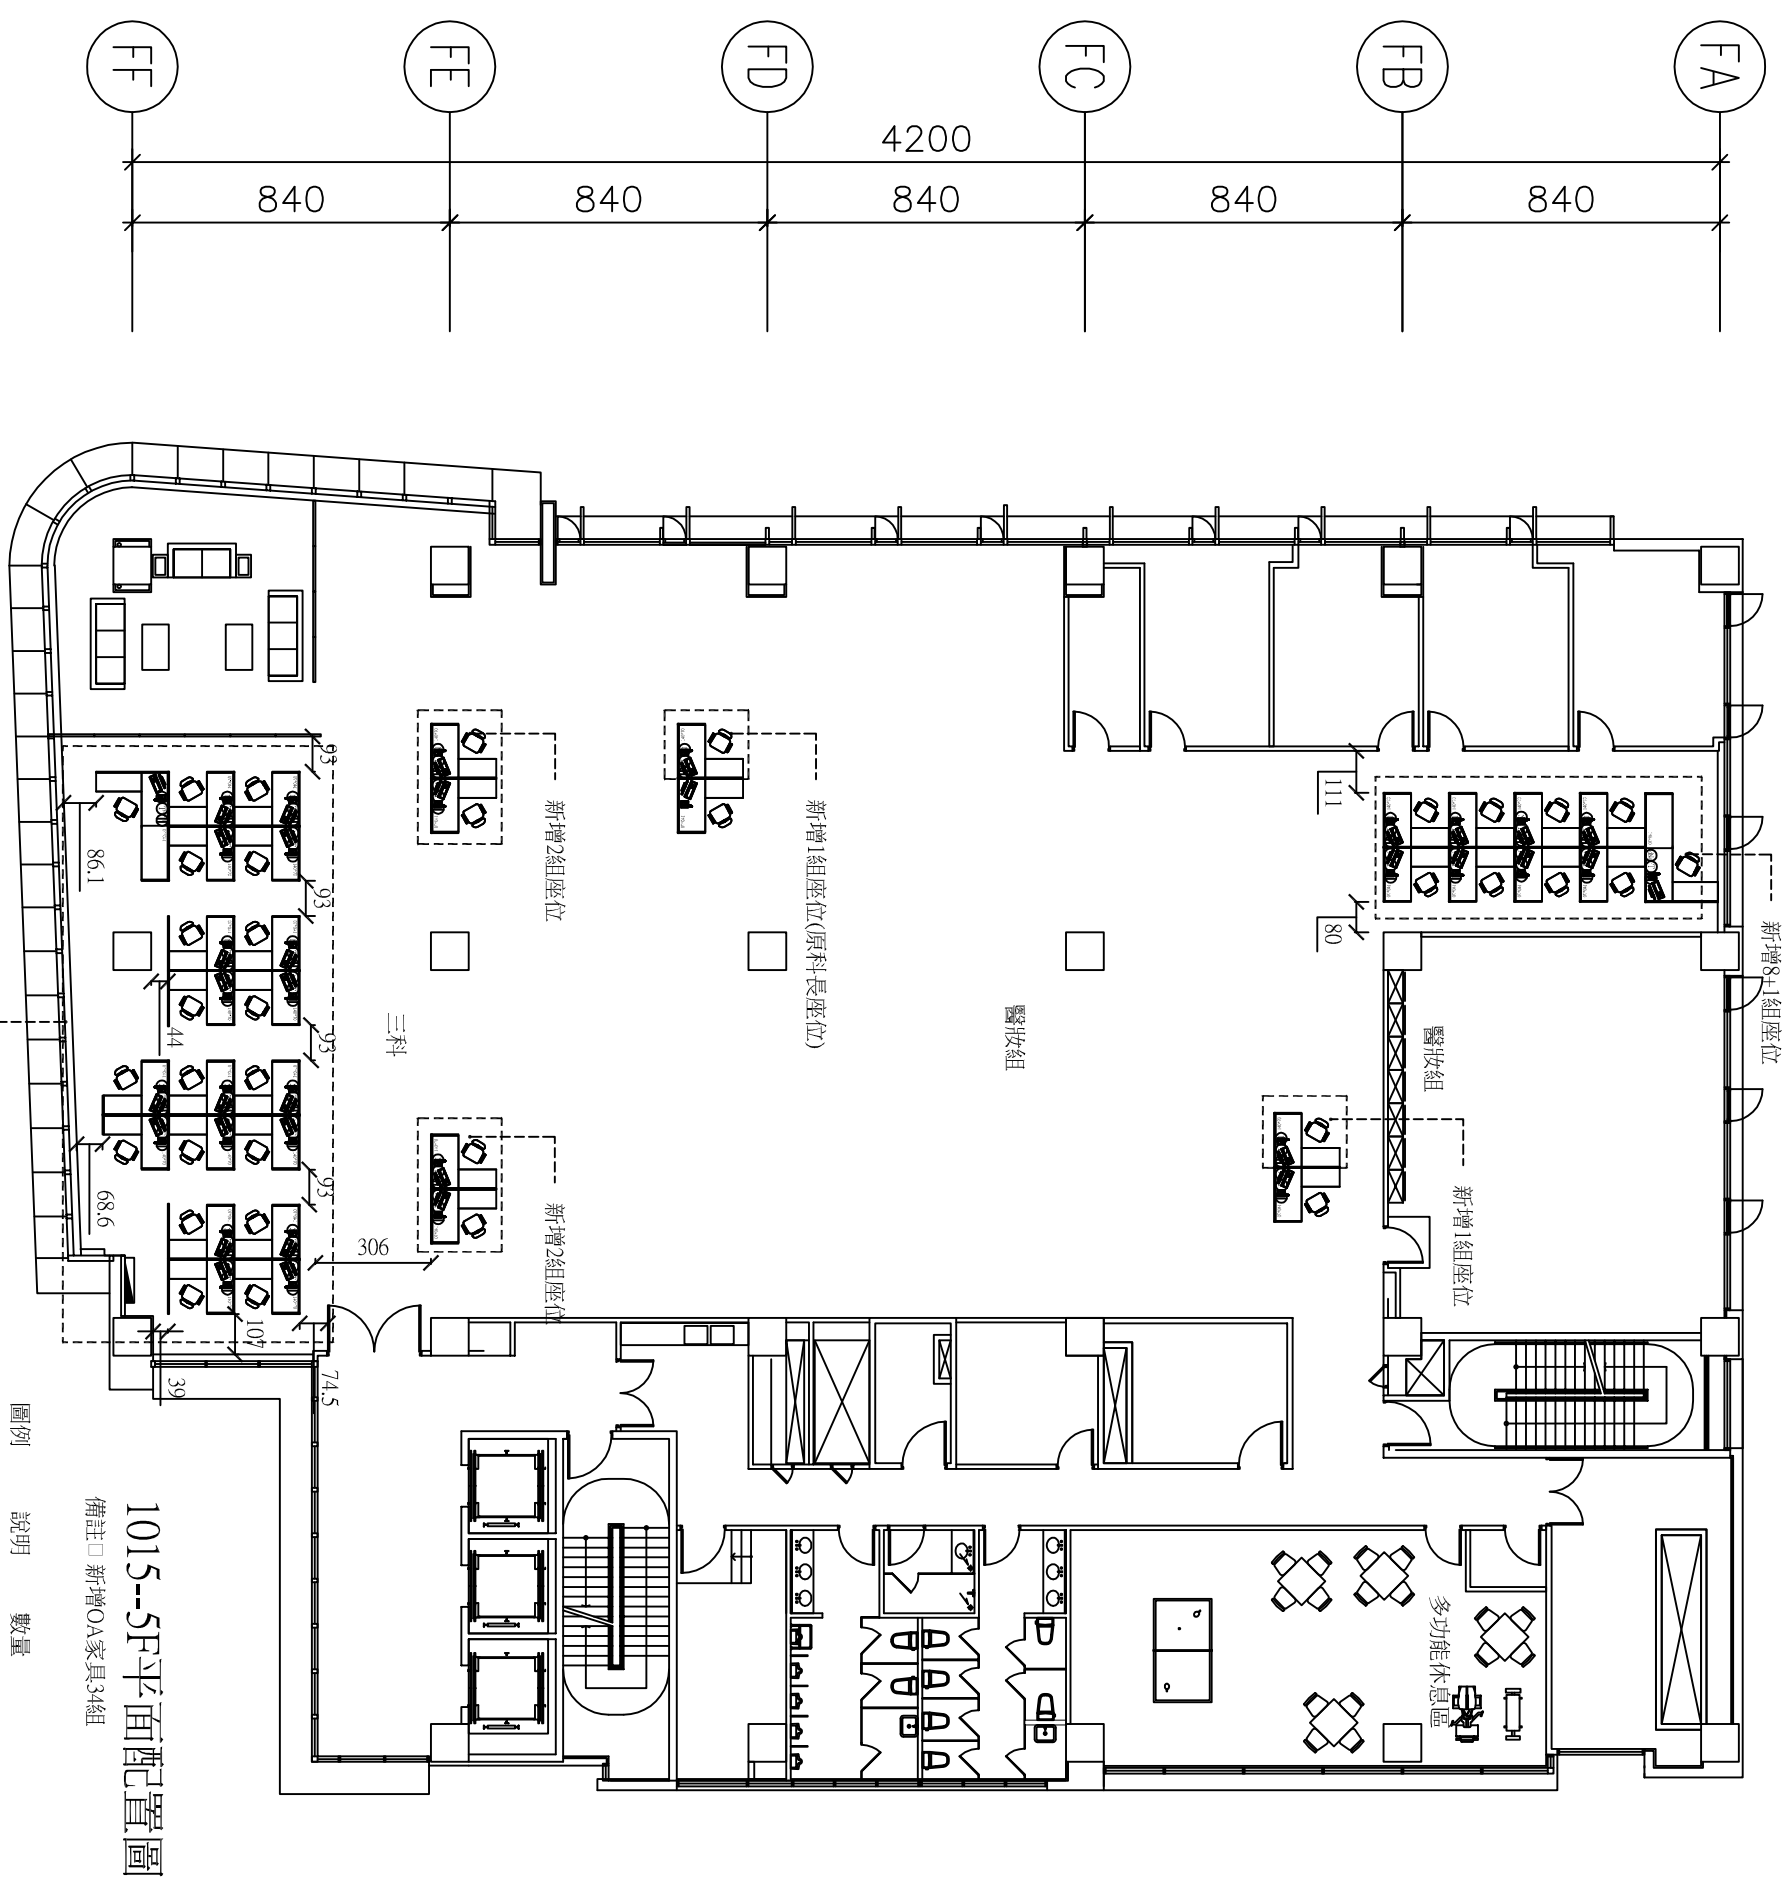 FF
FE
FD
FC
FB
FA
4200
840
840
840
840
840
93
86.1
93
44
93
68.6
93
306
107
74.5
39
111
80
新增2組座位
新增1組座位(原科長座位)
新增8+1組座位
三科
醫妝組
醫妝組
新增2組座位
新增1組座位
多功能休息區
圖例
說明
數量
1015--5F平面配置圖
備註□ 新增OA家具34組